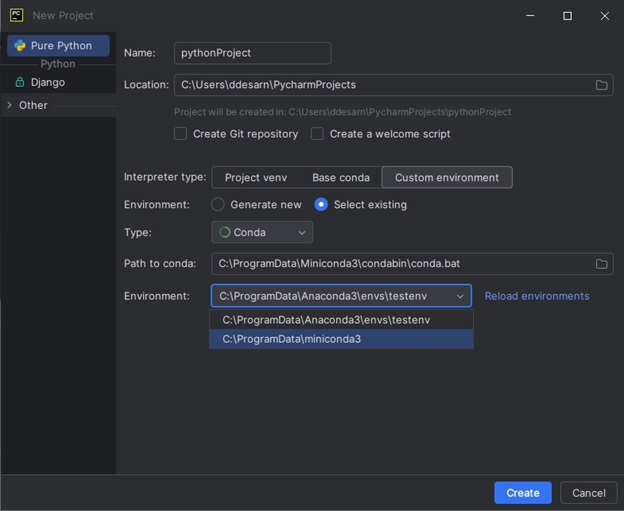 PC New Project
Pure Python
Python
Django
Other
Name: pythonProject
Location: C:\Users\ddesarn\PycharmProjects
Project will be created in: C:\Users\ddesarn\PycharmProjects\pythonProject
Create Git repository Create a welcome script
Interpreter type: Project venv Base conda Custom environment
Environment: Generate new Select existing
Type: Conda
Path to conda: C:\ProgramData\Miniconda3\condabin\conda.bat
Environment: C:\ProgramData\Anaconda3\envs\testenv Reload environments
C:\ProgramData\Anaconda3\envs\testenv
C:\ProgramData\miniconda3
Create Cancel